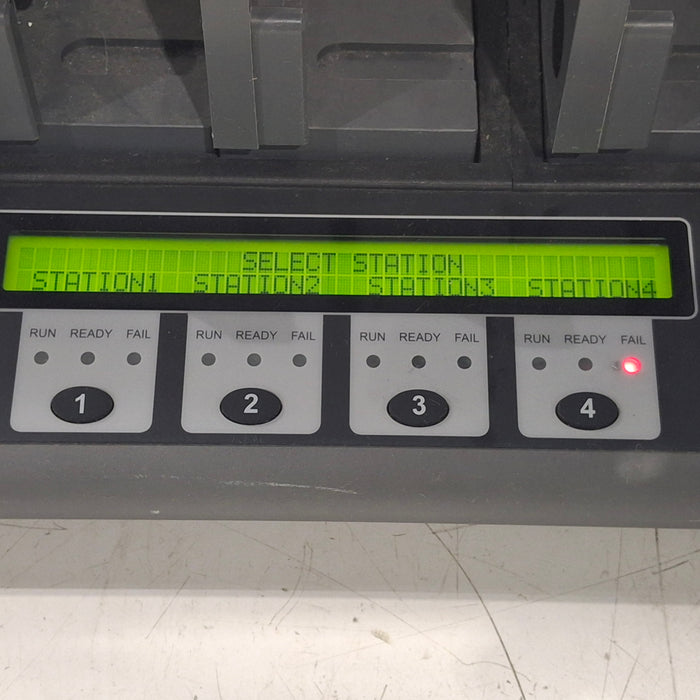 SELECT STATION
STATION1 STATION2 STATION3 STATION4
RUN READY FAIL RUN READY FAIL RUN READY FAIL RUN READY FAIL
1 2 3 4